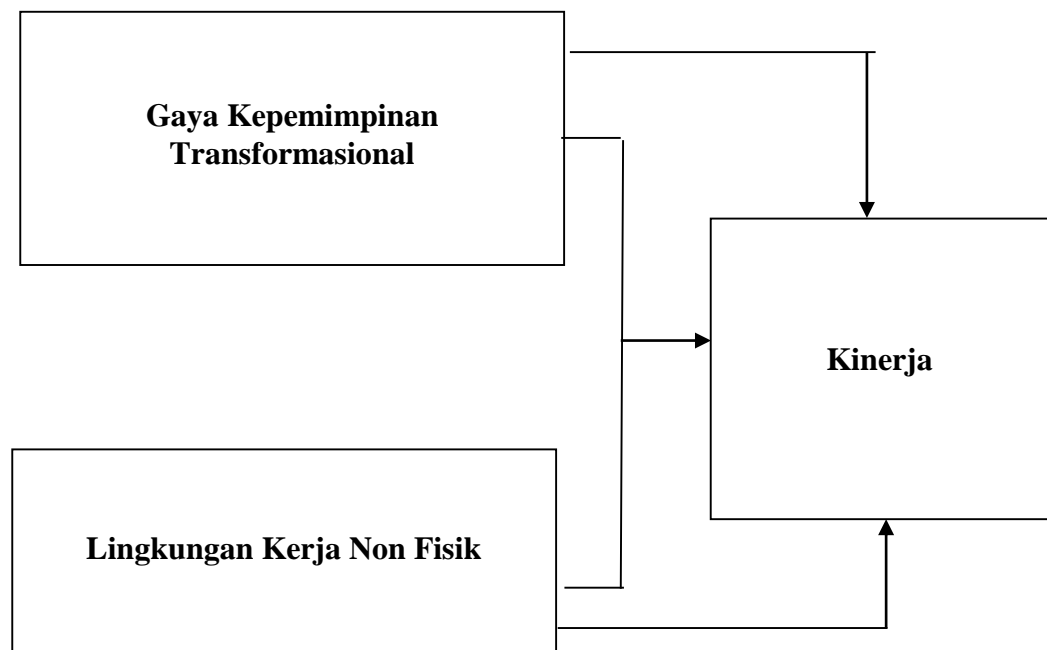 Gaya Kepemimpinan
Transformasional
Kinerja
Lingkungan Kerja Non Fisik